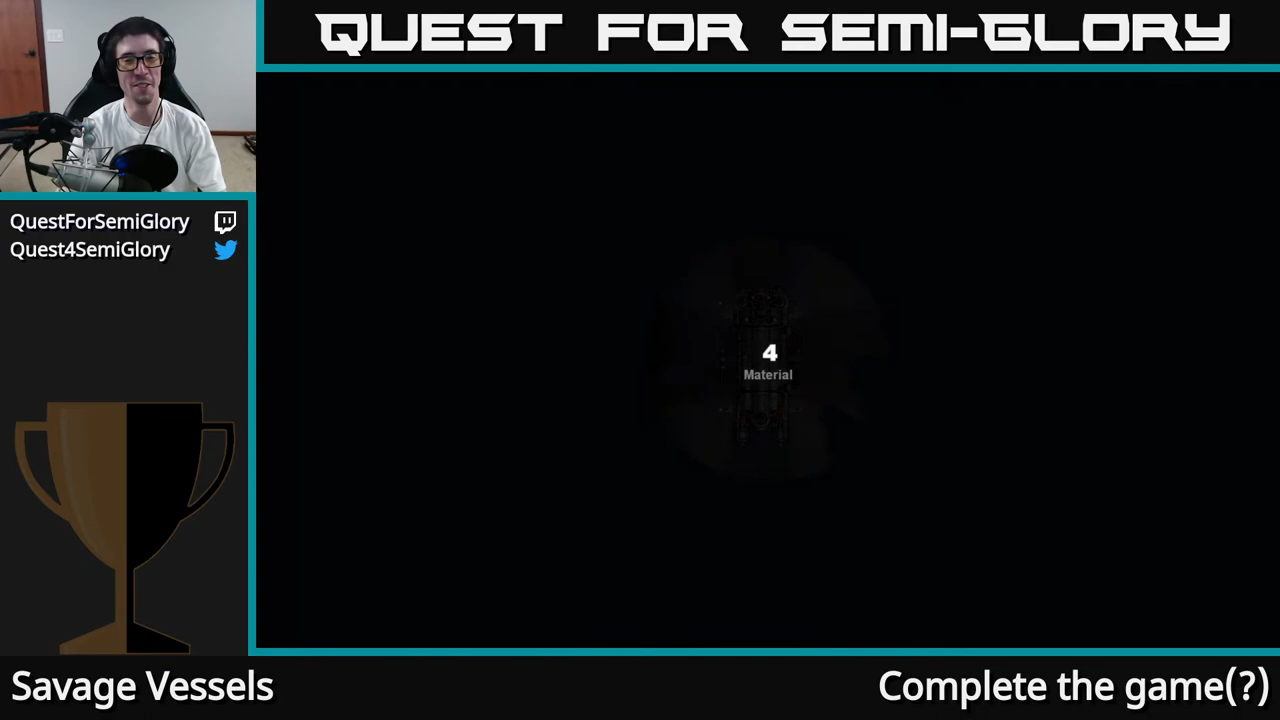 QUEST FOR SEMI-GLORY
QuestForSemiGlory
Quest4SemiGlory
4
Material
Savage Vessels
Complete the game(?)